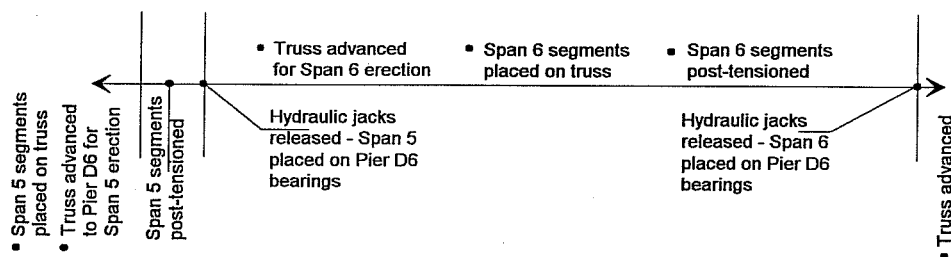 • Span 5 segments
placed on truss
• Truss advanced
to Pier D6 for
Span 5 erection
Span 5 segments
post-tensioned
• Truss advanced
for Span 6 erection
• Span 6 segments
placed on truss
• Span 6 segments
post-tensioned
Hydraulic jacks
released - Span 5
placed on Pier D6
bearings
Hydraulic jacks
released - Span 6
placed on Pier D6
bearings
• Truss advanced